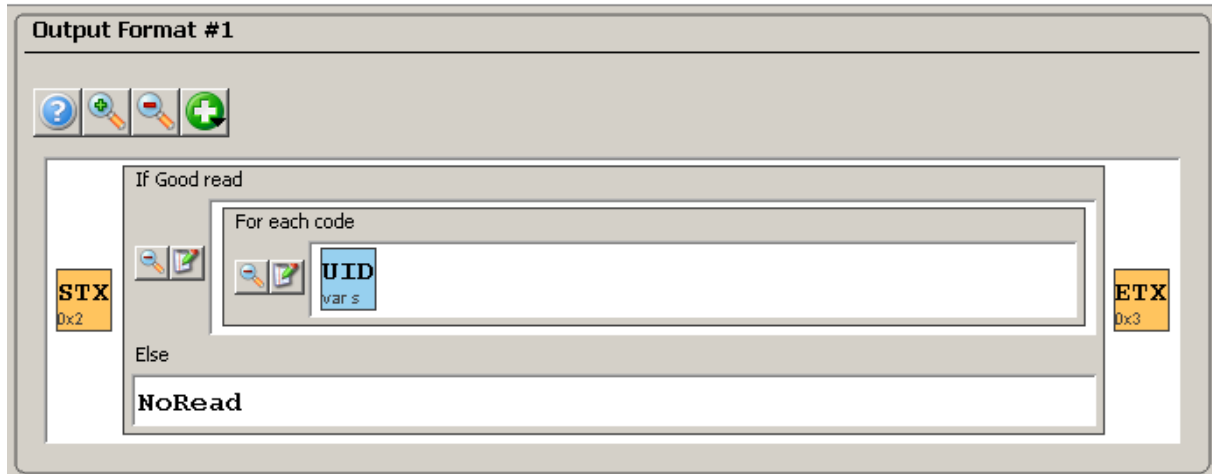 Output Format #1
If Good read
For each code
UID
var s
STX
0x2
ETX
0x3
Else
NoRead